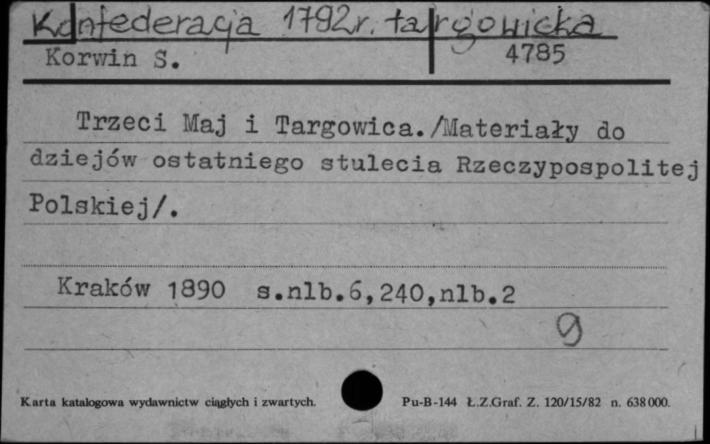 Konfederacja 1792r. targowicka
Korwin S. 4785
Trzeci Maj i Targowica./Materiały do
dziejów ostatniego stulecia Rzeczypospolitej
Polskiej/.
Kraków 1890 s.nlb.6,240,nlb.2
9
Karta katalogowa wydawnictw ciągłych i zwartych. Pu-B-144 Ł.Z.Graf. Z. 120/15/82 n. 638000.